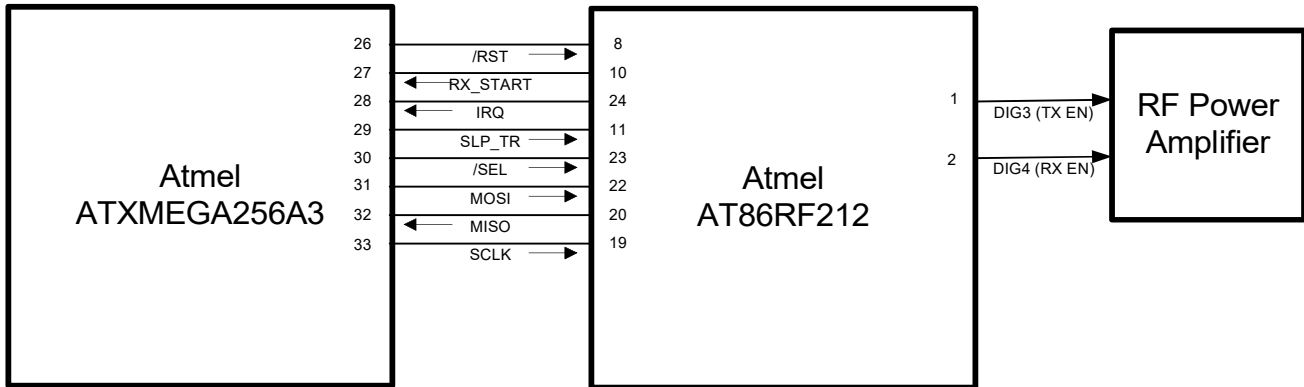 26
/RST
8
27
RX_START
10
28
IRQ
24
29
SLP_TR
11
30
/SEL
23
31
MOSI
22
32
MISO
20
33
SCLK
19
Atmel
ATXMEGA256A3
Atmel
AT86RF212
1
DIG3 (TX EN)
2
DIG4 (RX EN)
RF Power
Amplifier